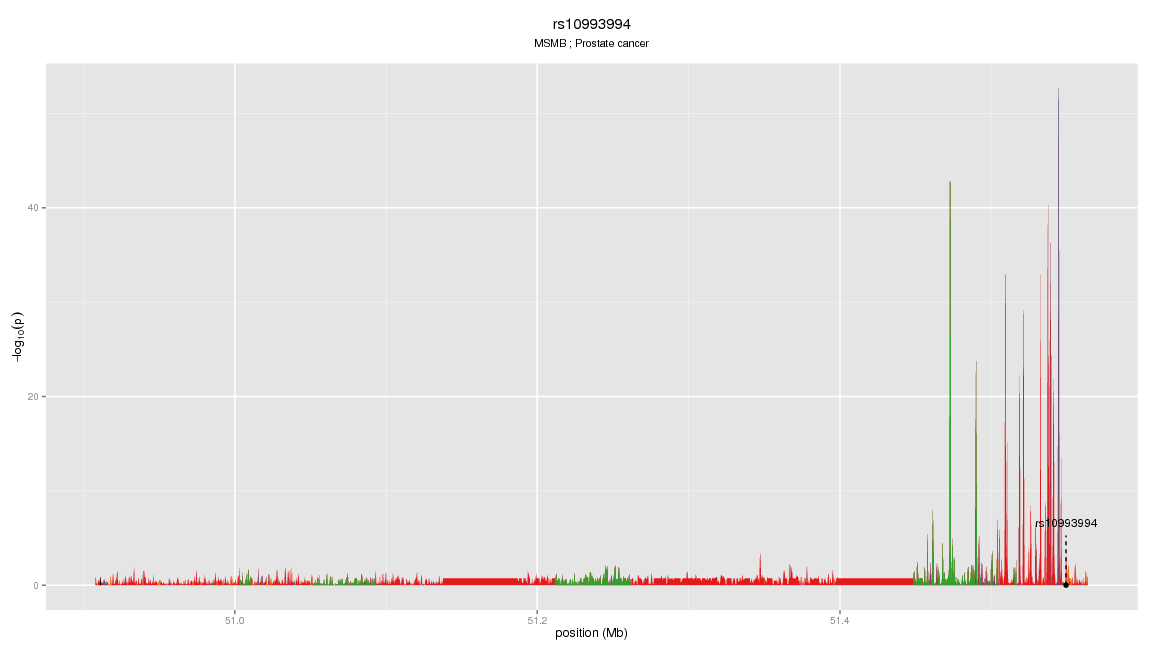 rs10993994
MSMB ; Prostate cancer
−log10(p)
40
20
0
rs10993994
51.0
51.2
51.4
position (Mb)